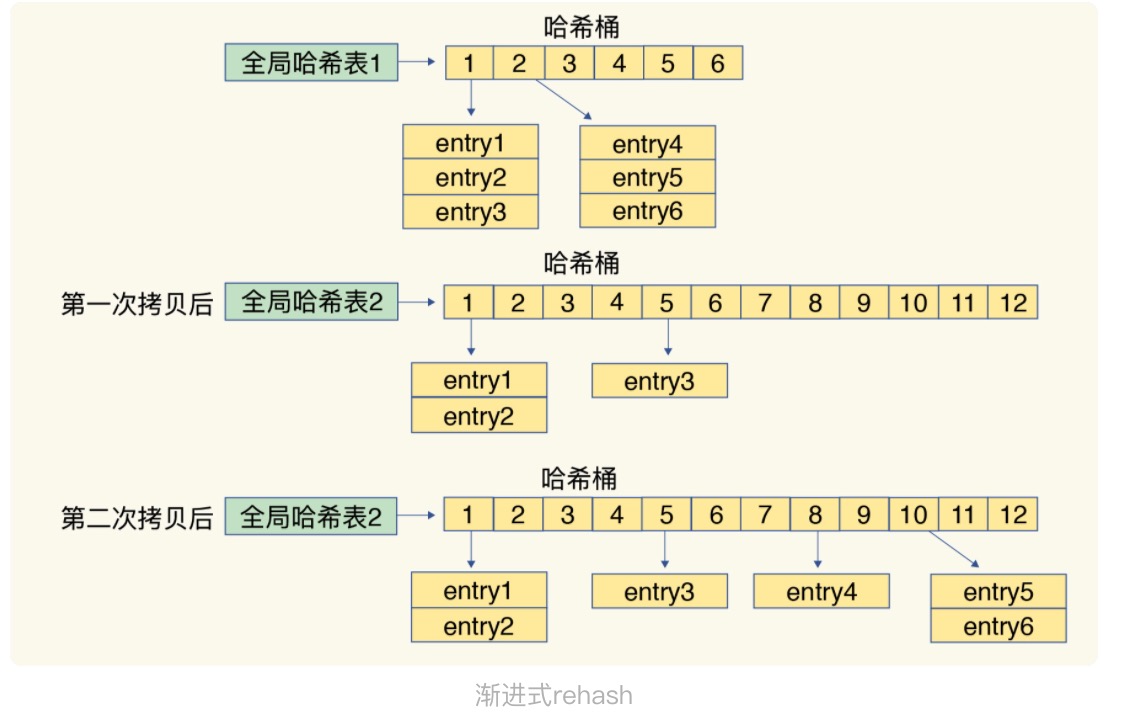 哈希桶
全局哈希表1 1 2 3 4 5 6
entry1 entry4
entry2 entry5
entry3 entry6
哈希桶
第一次拷贝后 全局哈希表2 1 2 3 4 5 6 7 8 9 10 11 12
entry1 entry3
entry2
哈希桶
第二次拷贝后 全局哈希表2 1 2 3 4 5 6 7 8 9 10 11 12
entry1 entry3 entry4 entry5
entry2 entry6
渐进式rehash